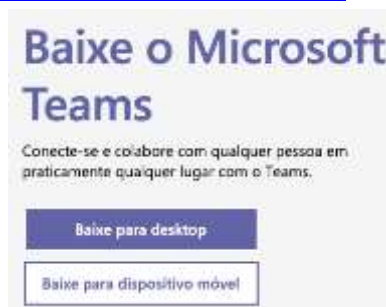 Baixe o Microsoft
Teams
Conecte-se e colabore com qualquer pessoa em
praticamente qualquer lugar com o Teams.
Baixe para desktop
Baixe para dispositivo móvel